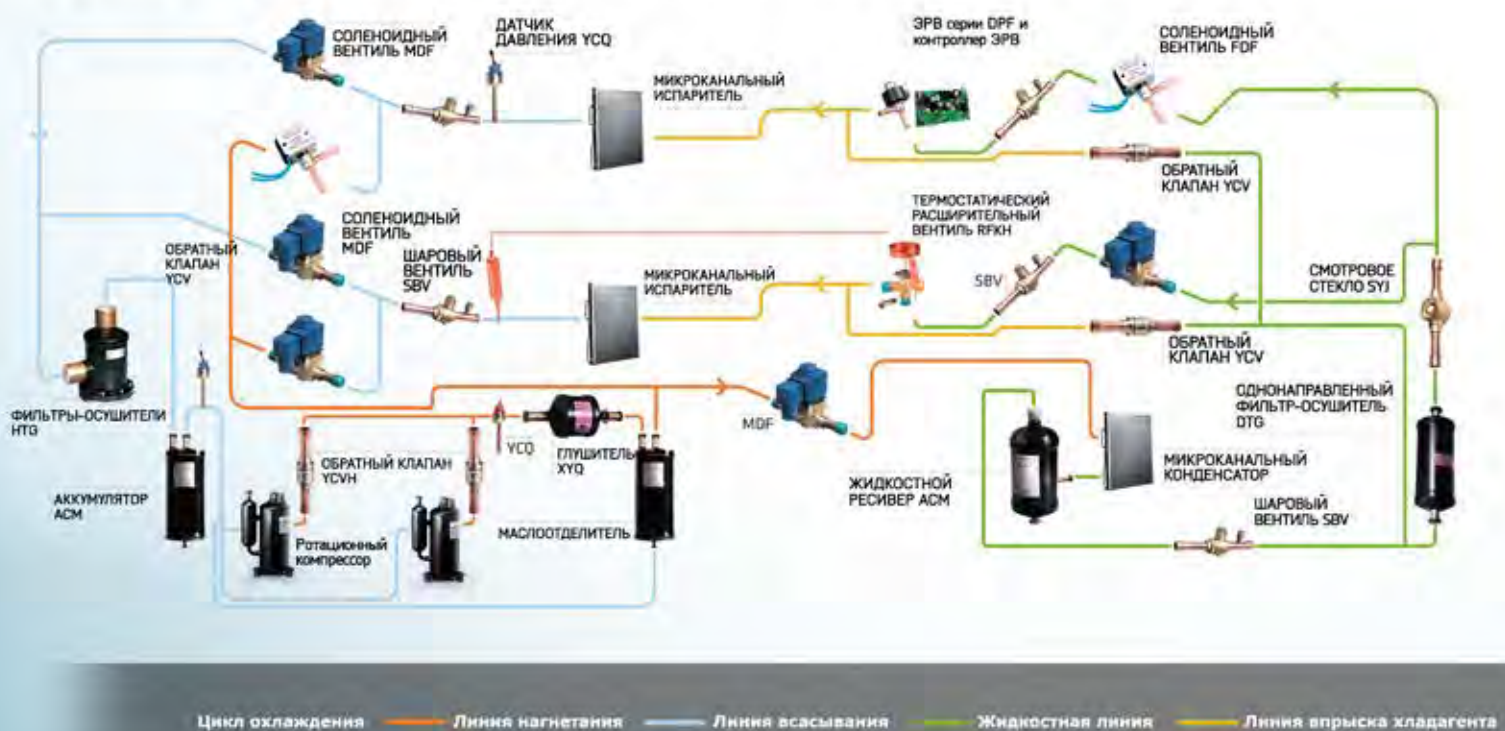 СОЛЕНОИДНЫЙ
ВЕНТИЛЬ MDF
ДАТЧИК
ДАВЛЕНИЯ YCQ
МИКРОКАНАЛЬНЫЙ
ИСПАРИТЕЛЬ
ЭРВ серии DPF и
контроллер ЭРВ
СОЛЕНОИДНЫЙ
ВЕНТИЛЬ FDF
ОБРАТНЫЙ
КЛАПАН YCV
ОБРАТНЫЙ
КЛАПАН
YCV
СОЛЕНОИДНЫЙ
ВЕНТИЛЬ
MDF
ШАРОВЫЙ
ВЕНТИЛЬ
SBV
МИКРОКАНАЛЬНЫЙ
ИСПАРИТЕЛЬ
ТЕРМОСТАТИЧЕСКИЙ
РАСШИРИТЕЛЬНЫЙ
ВЕНТИЛЬ RFKH
SBV
СМОТРОВОЕ
СТЕКЛО SYJ
ОБРАТНЫЙ
КЛАПАН YCV
ФИЛЬТРЫ-ОСУШИТЕЛИ
HTG
YCQ
ГЛУШИТЕЛЬ
XYQ
MDF
ОДНОНАПРАВЛЕННЫЙ
ФИЛЬТР-ОСУШИТЕЛЬ
DTG
АККУМУЛЯТОР
ACM
ОБРАТНЫЙ КЛАПАН
YCVH
Ротационный
компрессор
МАСЛООТДЕЛИТЕЛЬ
ЖИДКОСТНОЙ
РЕСИВЕР ACM
МИКРОКАНАЛЬНЫЙ
КОНДЕНСАТОР
ШАРОВЫЙ
ВЕНТИЛЬ SBV
Цикл охлаждения Линия нагнетания Линия всасывания Жидкостная линия Линия впрыска хладагента